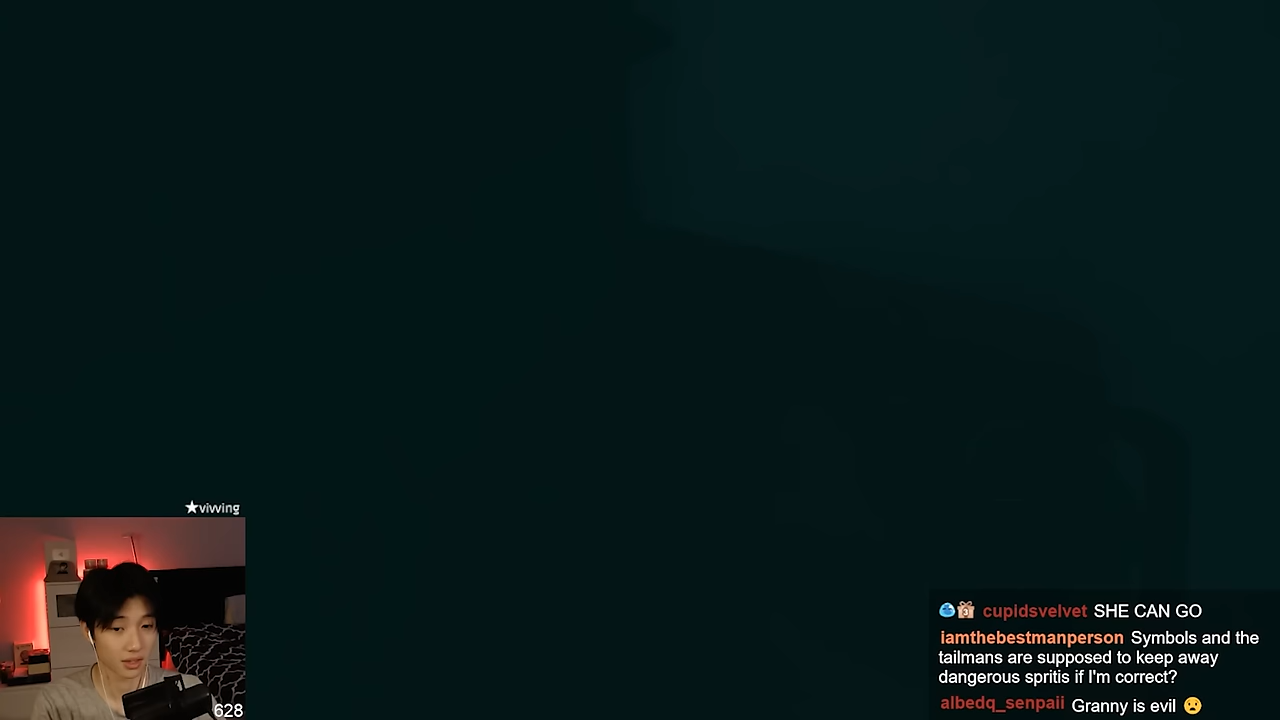 ★vivving
628
cupidsvelvet SHE CAN GO
iamthebestmanperson Symbols and the
tailmans are supposed to keep away
dangerous spritis if I'm correct?
albedq_senpaii Granny is evil 😟